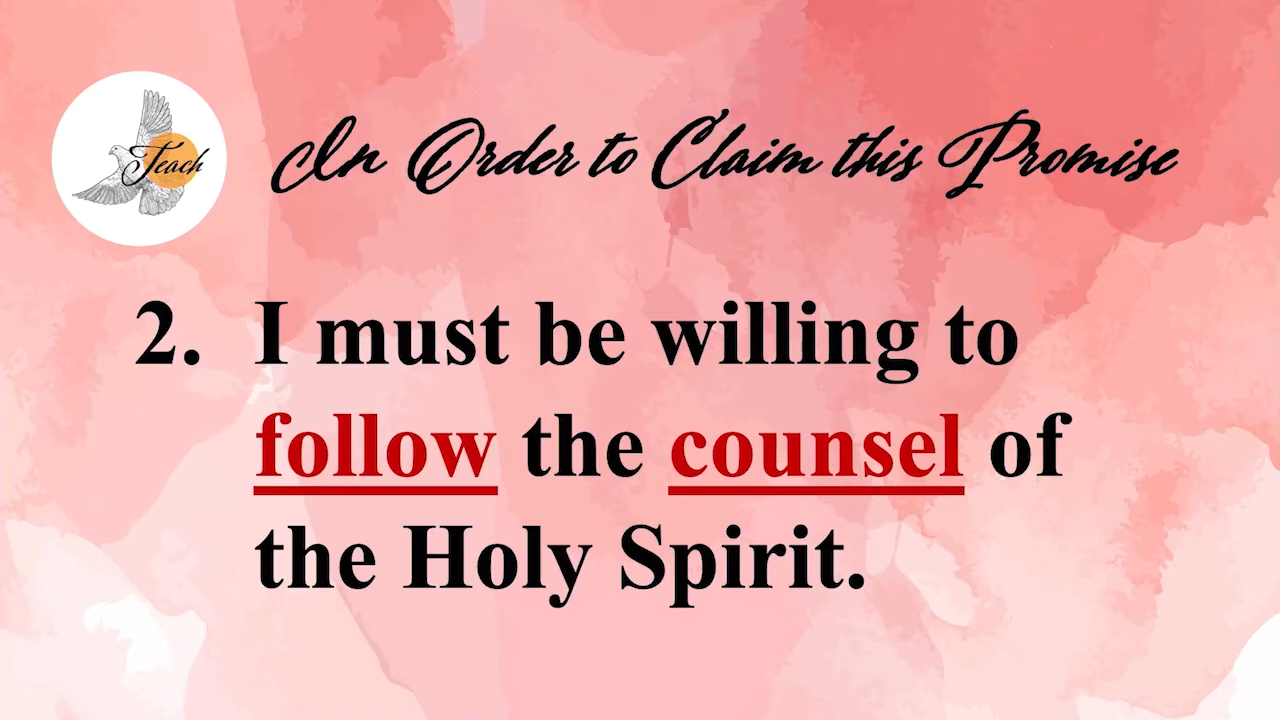 Teach
In Order to Claim this Promise
2. I must be willing to
follow the counsel of
the Holy Spirit.